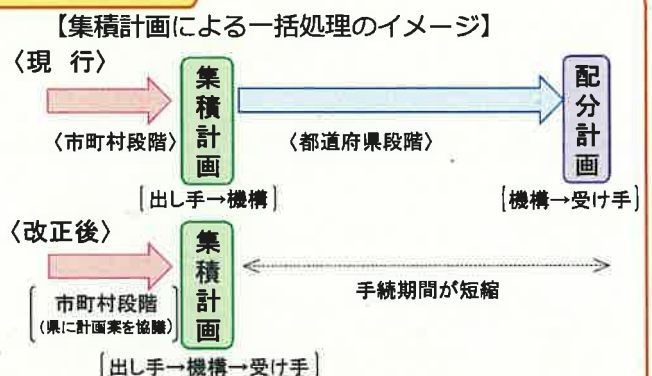 【集積計画による一括処理のイメージ】
〈現 行〉
集積計画
配分計画
〈市町村段階〉
〈都道府県段階〉
[出し手→機構]
[機構→受け手]
〈改正後〉
集積計画
手続期間が短縮
市町村段階
(県に計画案を協議)
[出し手→機構→受け手]